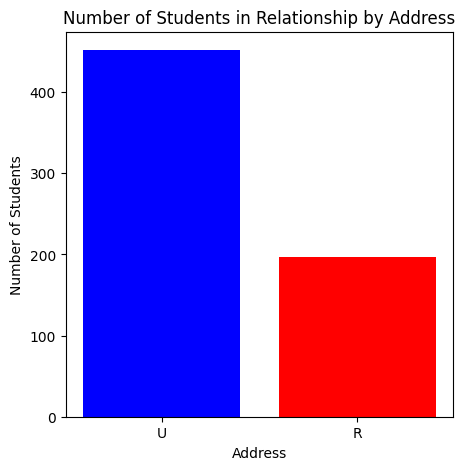 Number of Students in Relationship by Address
Number of Students
400
300
200
100
0
U
R
Address